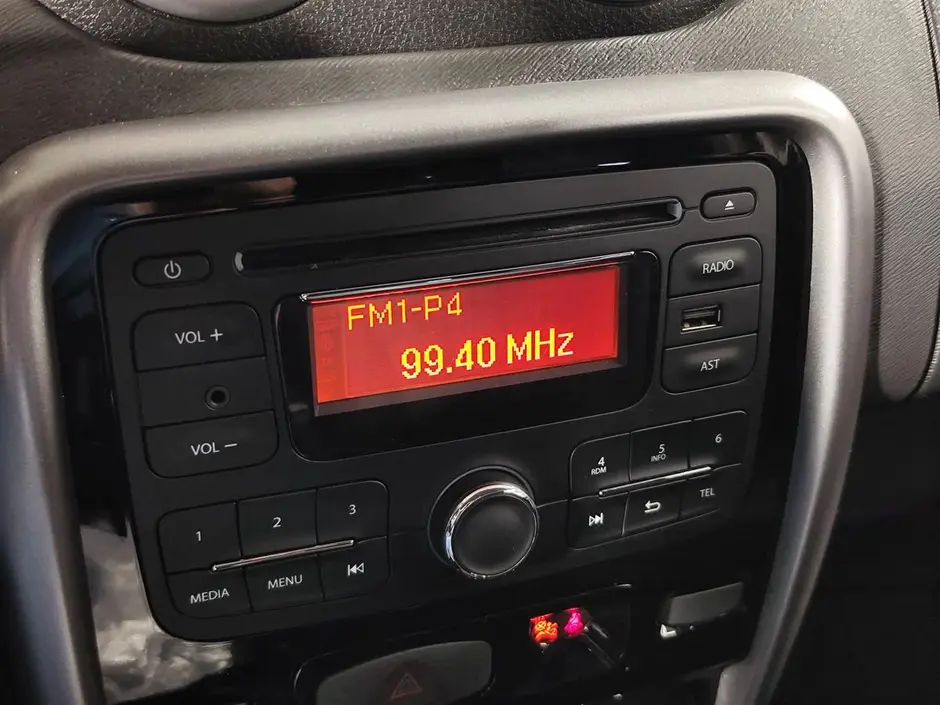 RADIO
FM1-P4
VOL +
99.40 MHz
AST
VOL −
4
RDM
5
INFO
6
1
2
3
TEL
MEDIA
MENU